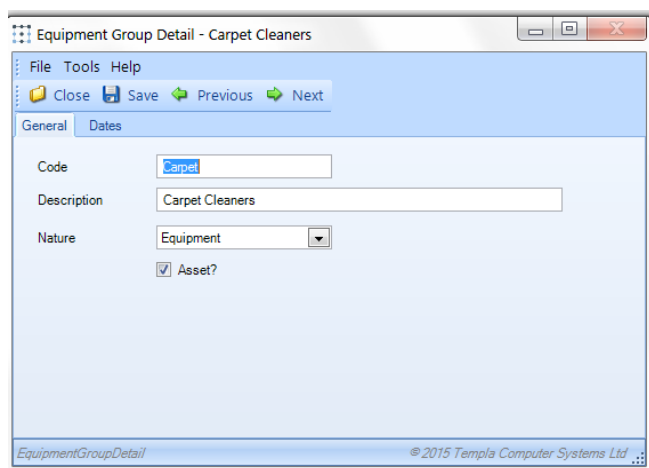 Equipment Group Detail - Carpet Cleaners
File Tools Help
Close Save Previous Next
General Dates
Code Carpet
Description Carpet Cleaners
Nature Equipment
Asset?
EquipmentGroupDetail © 2015 Templa Computer Systems Ltd